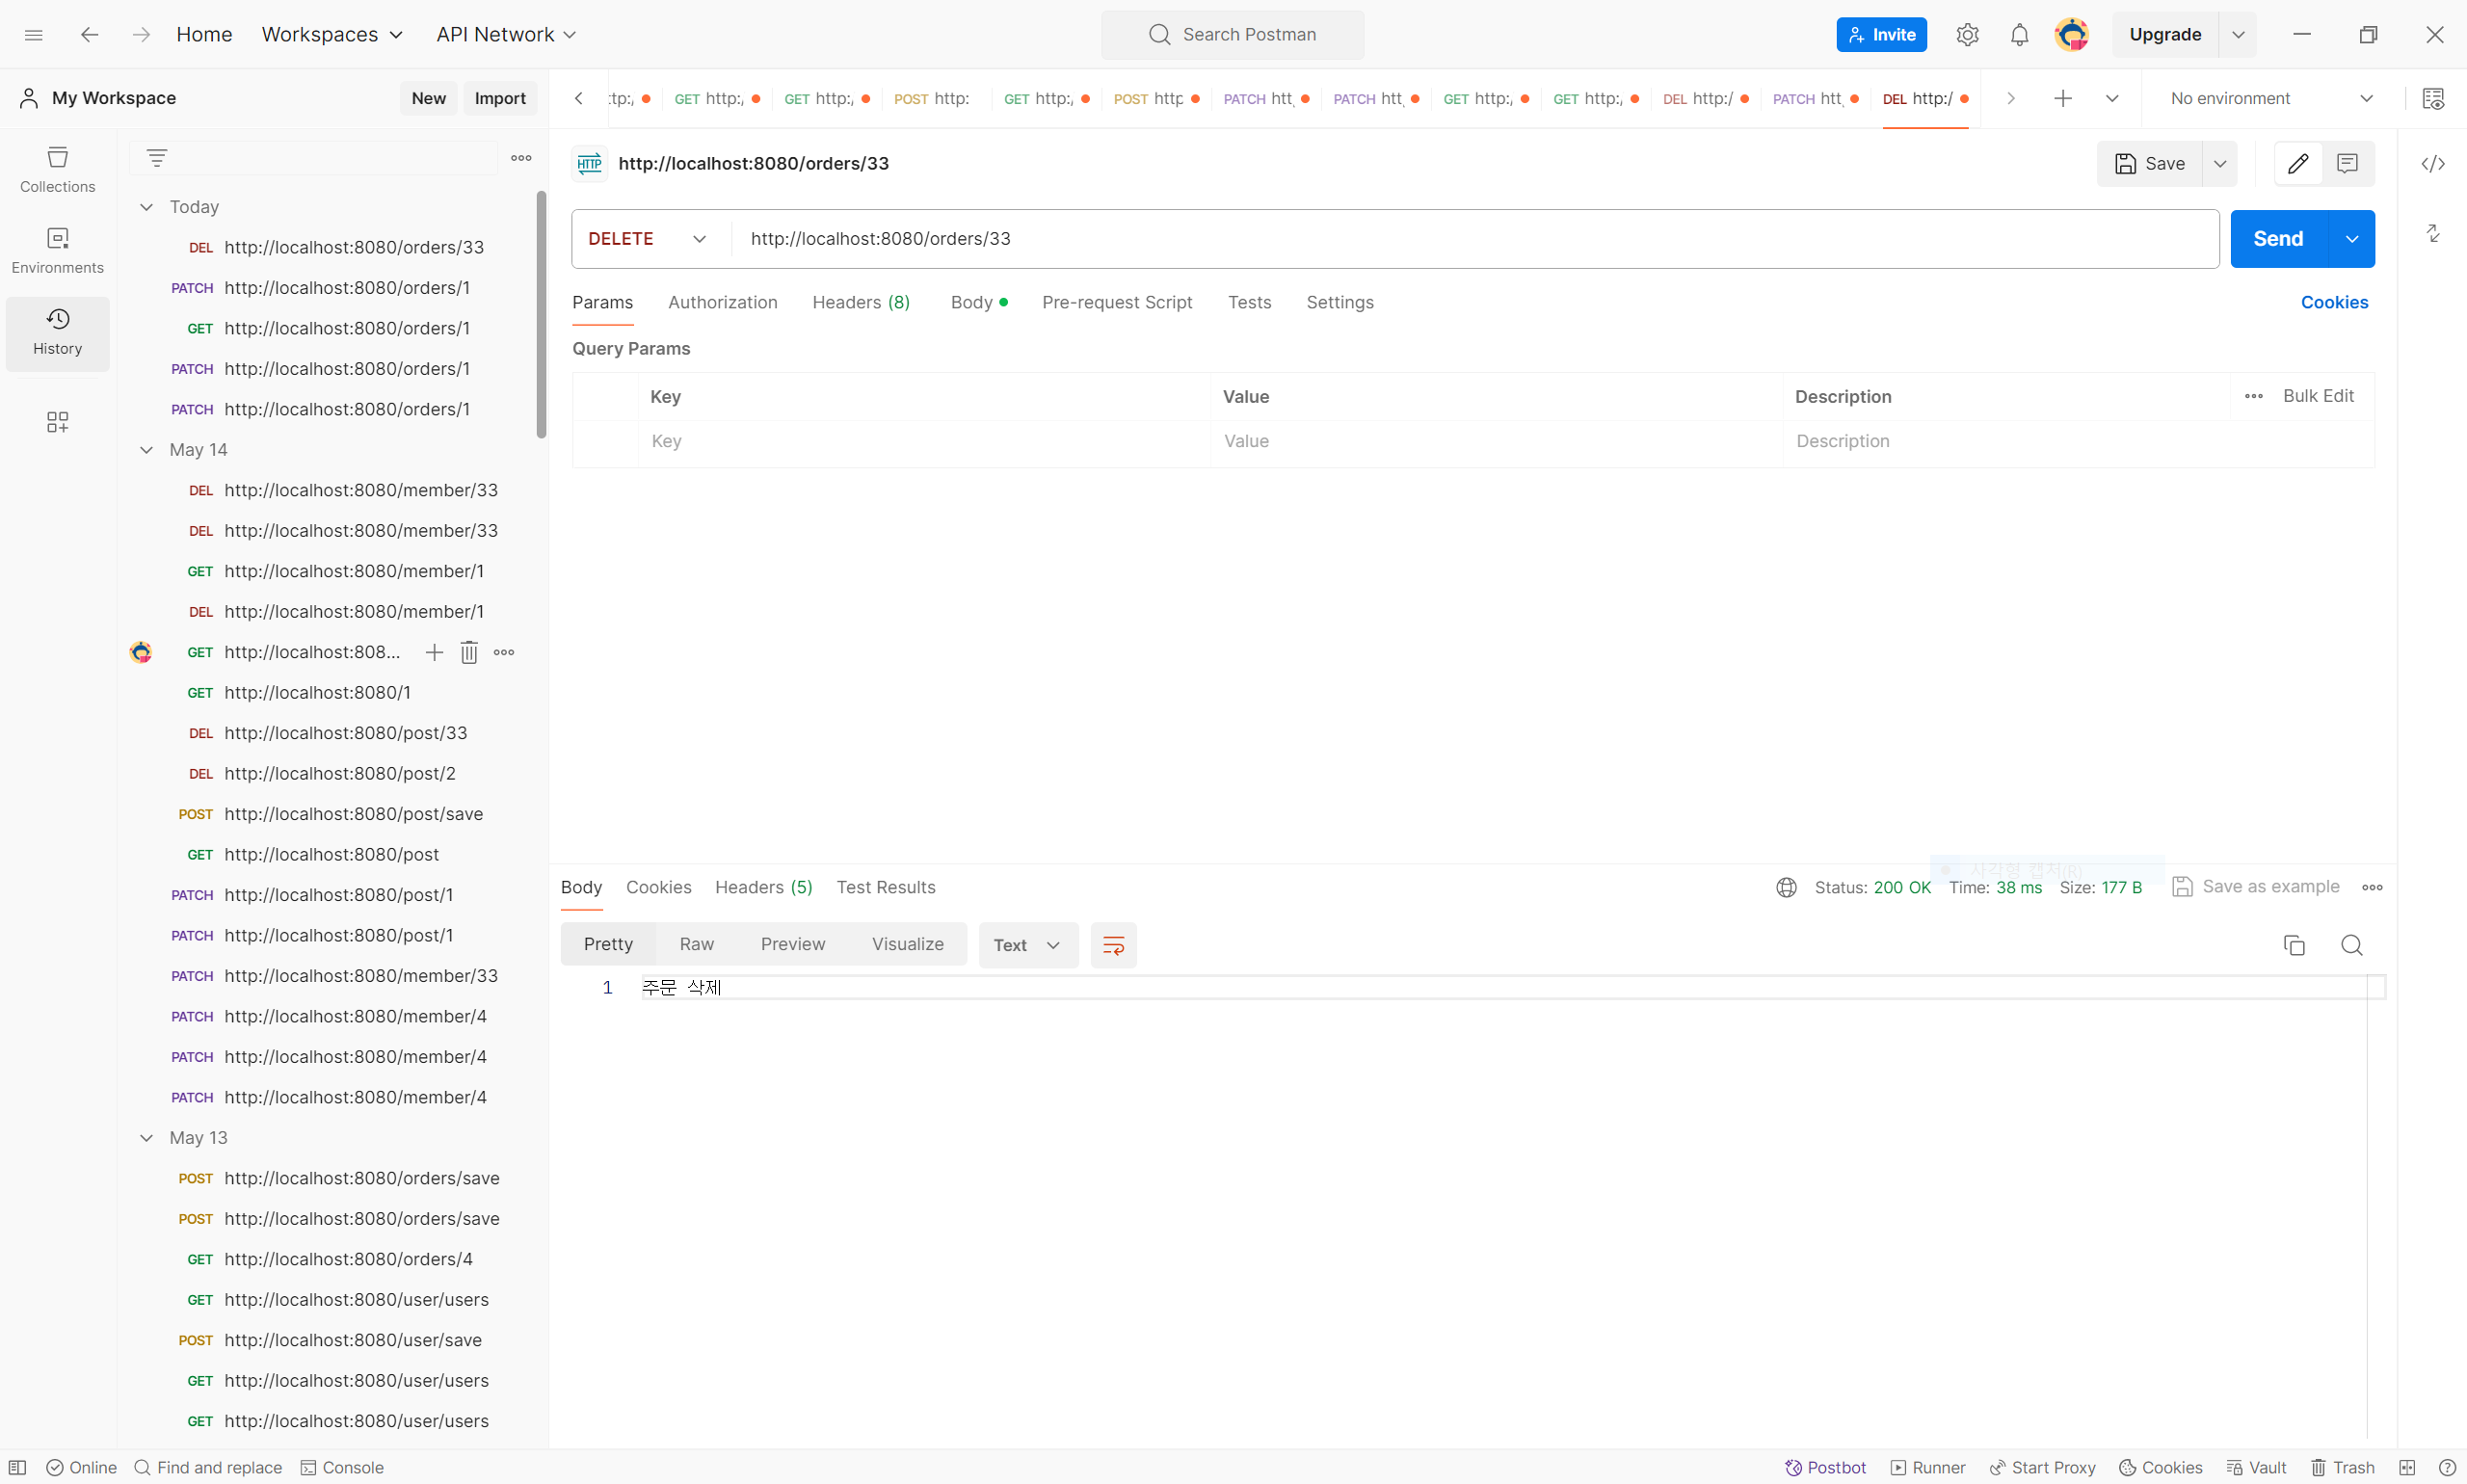 Home Workspaces API Network Search Postman Invite Upgrade
My Workspace New Import
GET http: GET http: POST http: GET http: POST http PATCH htt PATCH htt GET http: GET http: DEL http:/ PATCH htt DEL http:/ No environment
Collections
Environments
History
Today
DEL http://localhost:8080/orders/33
PATCH http://localhost:8080/orders/1
GET http://localhost:8080/orders/1
PATCH http://localhost:8080/orders/1
PATCH http://localhost:8080/orders/1
May 14
DEL http://localhost:8080/member/33
DEL http://localhost:8080/member/33
GET http://localhost:8080/member/1
DEL http://localhost:8080/member/1
GET http://localhost:808...
GET http://localhost:8080/1
DEL http://localhost:8080/post/33
DEL http://localhost:8080/post/2
POST http://localhost:8080/post/save
GET http://localhost:8080/post
PATCH http://localhost:8080/post/1
PATCH http://localhost:8080/post/1
PATCH http://localhost:8080/member/33
PATCH http://localhost:8080/member/4
PATCH http://localhost:8080/member/4
PATCH http://localhost:8080/member/4
May 13
POST http://localhost:8080/orders/save
POST http://localhost:8080/orders/save
GET http://localhost:8080/orders/4
GET http://localhost:8080/user/users
POST http://localhost:8080/user/save
GET http://localhost:8080/user/users
GET http://localhost:8080/user/users
HTTP http://localhost:8080/orders/33 Save
DELETE http://localhost:8080/orders/33 Send
Params Authorization Headers (8) Body Pre-request Script Tests Settings Cookies
Query Params
Key Value Description Bulk Edit
Key Value Description
사각형 캡처(R)
Body Cookies Headers (5) Test Results Status: 200 OK Time: 38 ms Size: 177 B Save as example
Pretty Raw Preview Visualize Text
1 주문 삭제
Online Find and replace Console Postbot Runner Start Proxy Cookies Vault Trash